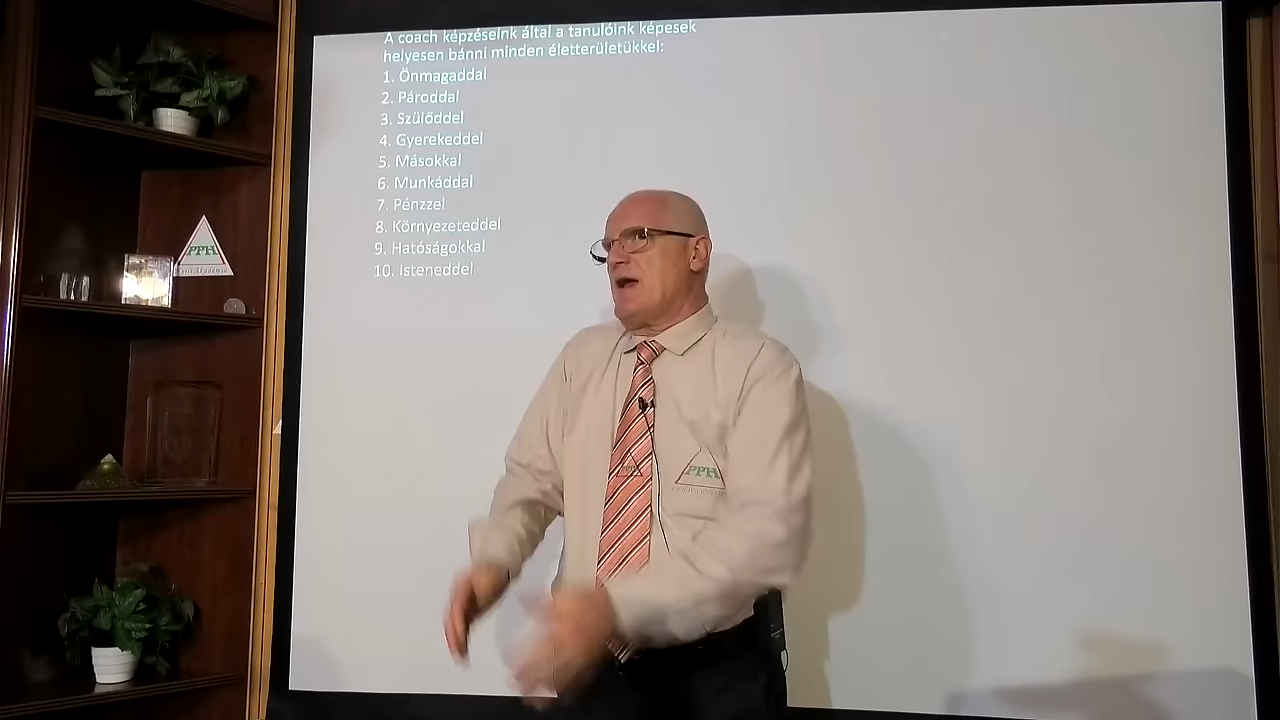 A coach képzéseink által a tanulóink képesek
helyesen bánni minden életterületükkel:
1. Önmagaddal
2. Pároddal
3. Szülőddel
4. Gyerekeddel
5. Másokkal
6. Munkáddal
7. Pénzzel
8. Környezeteddel
9. Hatóságokkal
10. Isteneddel
PPH
PPH
PPH